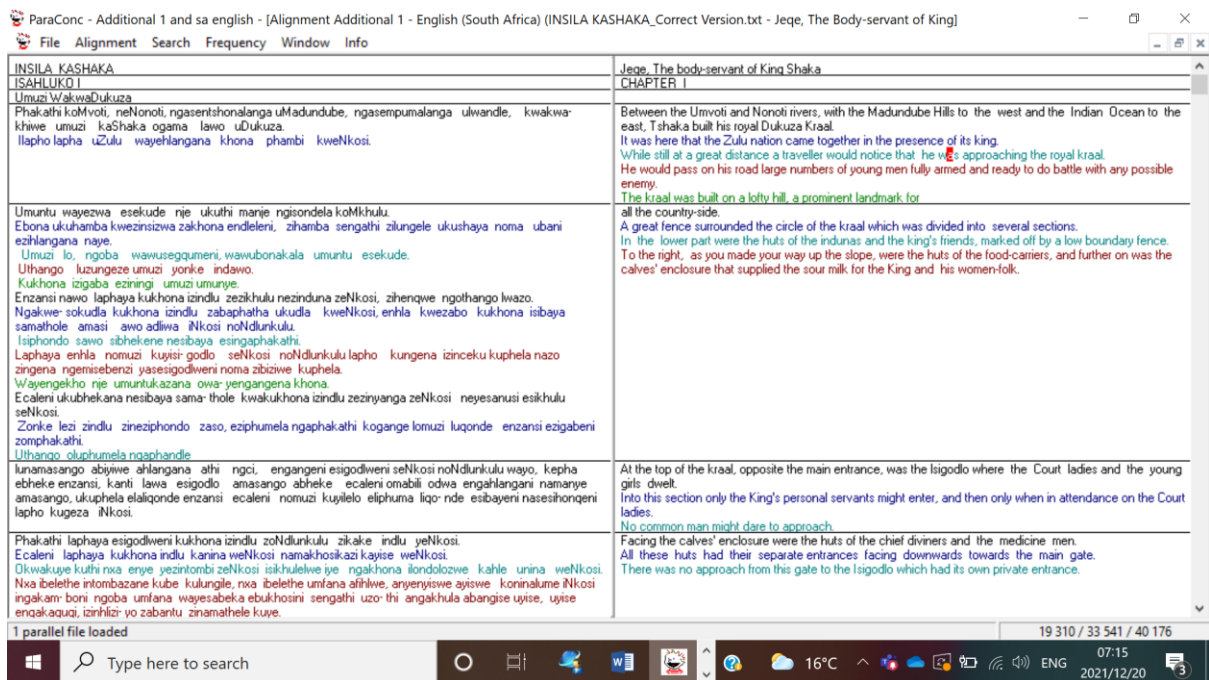 ParaConc - Additional 1 and sa english - [Alignment Additional 1 - English (South Africa) (INSILA KASHAKA_Correct Version.txt - Jeqe, The Body-servant of King]
File Alignment Search Frequency Window Info
INSILA KASHAKA
ISAHLUKO I
Umuzi WakwaDukuza
Phakathi koMvoti, neNonoti, ngasentshonalanga uMadundube, ngasempumalanga ulwandle, kwakwa-
khiwe umuzi kaShaka ogama lawo uDukuza.
Ilapho lapha uZulu wayehlangana khona phambi kweNkosi.
Umuntu wayezwa esekude nje ukuthi manje ngisondela koMkhulu.
Ebona ukuhamba kwezinsizwa zakhona endleleni, zihamba sengathi zilungele ukushaya noma ubani
ezihlangana naye.
Umuzi lo, ngoba wawuseggumeni, wawubonakala umuntu esekude.
Uthango luzungeze umuzi yonke indawo.
Kukhona izigaba eziningi umuzi umunye.
Enzansi nawo laphaya kukhona izindlu zezikhulu nezinduna zeNkosi, zihenqwe ngothango lwazo.
Ngakwe- sokudla kukhona izindlu zabaphatha ukudla kweNkosi, enhla kwezabo kukhona isibaya
samathole amasi awo adliwa iNkosi noNdlunkulu.
Isiphondo sawo sibhekene nesibaya esingaphakathi.
Laphaya enhla nomuzi kuyisi- godlo seNkosi noNdlunkulu lapho kungena izinceku kuphela nazo
zingena ngemisebenzi yasesigodlweni noma zibiziwe kuphela.
Wayengekho nje umuntukazana owa- yengangena khona.
Ecaleni ukubhekana nesibaya sama- thole kwakukhona izindlu zezinyanga zeNkosi neyesanusi esikhulu
seNkosi.
Zonke lezi zindlu zineziphondo zaso, eziphumela ngaphakathi kogange lomuzi luqonde enzansi ezigabeni
zomphakathi.
Uthango oluphumela ngaphandle
lunamasango abiyiwe ahlangana athi ngci, engangeni esigodlweni seNkosi noNdlunkulu wayo, kepha
ebheke enzansi, kanti lawa esigodlo amasango abheke ecaleni omabili odwa engahlangani namanye
amasango, ukuphela elaliqonde enzansi ecaleni nomuzi kuyilelo eliphuma liqo- nde esibayeni nasesihonqeni
lapho kugeza iNkosi.
Phakathi laphaya esigodlweni kukhona izindlu zoNdlunkulu zikake indlu yeNkosi.
Ecaleni laphaya kukhona indlu kanina weNkosi namakhosikazi kayise weNkosi.
Okwakuye kuthi nxa enye yezintombi zeNkosi isikhulelwe iye ngakhona ilondolozwe kahle unina weNkosi.
Nxa ibelethe intombazane kube kulungile, nxa ibelethe umfana afihlwe, anyenyiswe ayiswe koninalume iNkosi
ingakam- boni ngoba umfana wayesabeka ebukhosini sengathi uzo- thi angakhula abangise uyise, uyise
engakagugi, izinhlizi- yo zabantu zinamathele kuye.
Jeqe, The body-servant of King Shaka
CHAPTER I
Between the Umvoti and Nonoti rivers, with the Madundube Hills to the west and the Indian Ocean to the
east, Tshaka built his royal Dukuza Kraal.
It was here that the Zulu nation came together in the presence of its king.
While still at a great distance a traveller would notice that he was approaching the royal kraal.
He would pass on his road large numbers of young men fully armed and ready to do battle with any possible
enemy.
The kraal was built on a lofty hill, a prominent landmark for
all the country-side.
A great fence surrounded the circle of the kraal which was divided into several sections.
In the lower part were the huts of the indunas and the king's friends, marked off by a low boundary fence.
To the right, as you made your way up the slope, were the huts of the food-carriers, and further on was the
calves' enclosure that supplied the sour milk for the King and his women-folk.
At the top of the kraal, opposite the main entrance, was the Isigodlo where the Court ladies and the young
girls dwelt.
Into this section only the King's personal servants might enter, and then only when in attendance on the Court
ladies.
No common man might dare to approach.
Facing the calves' enclosure were the huts of the chief diviners and the medicine men.
All these huts had their separate entrances facing downwards towards the main gate.
There was no approach from this gate to the Isigodlo which had its own private entrance.
1 parallel file loaded
19 310 / 33 541 / 40 176
Type here to search
16°C
ENG
07:15
2021/12/20
3